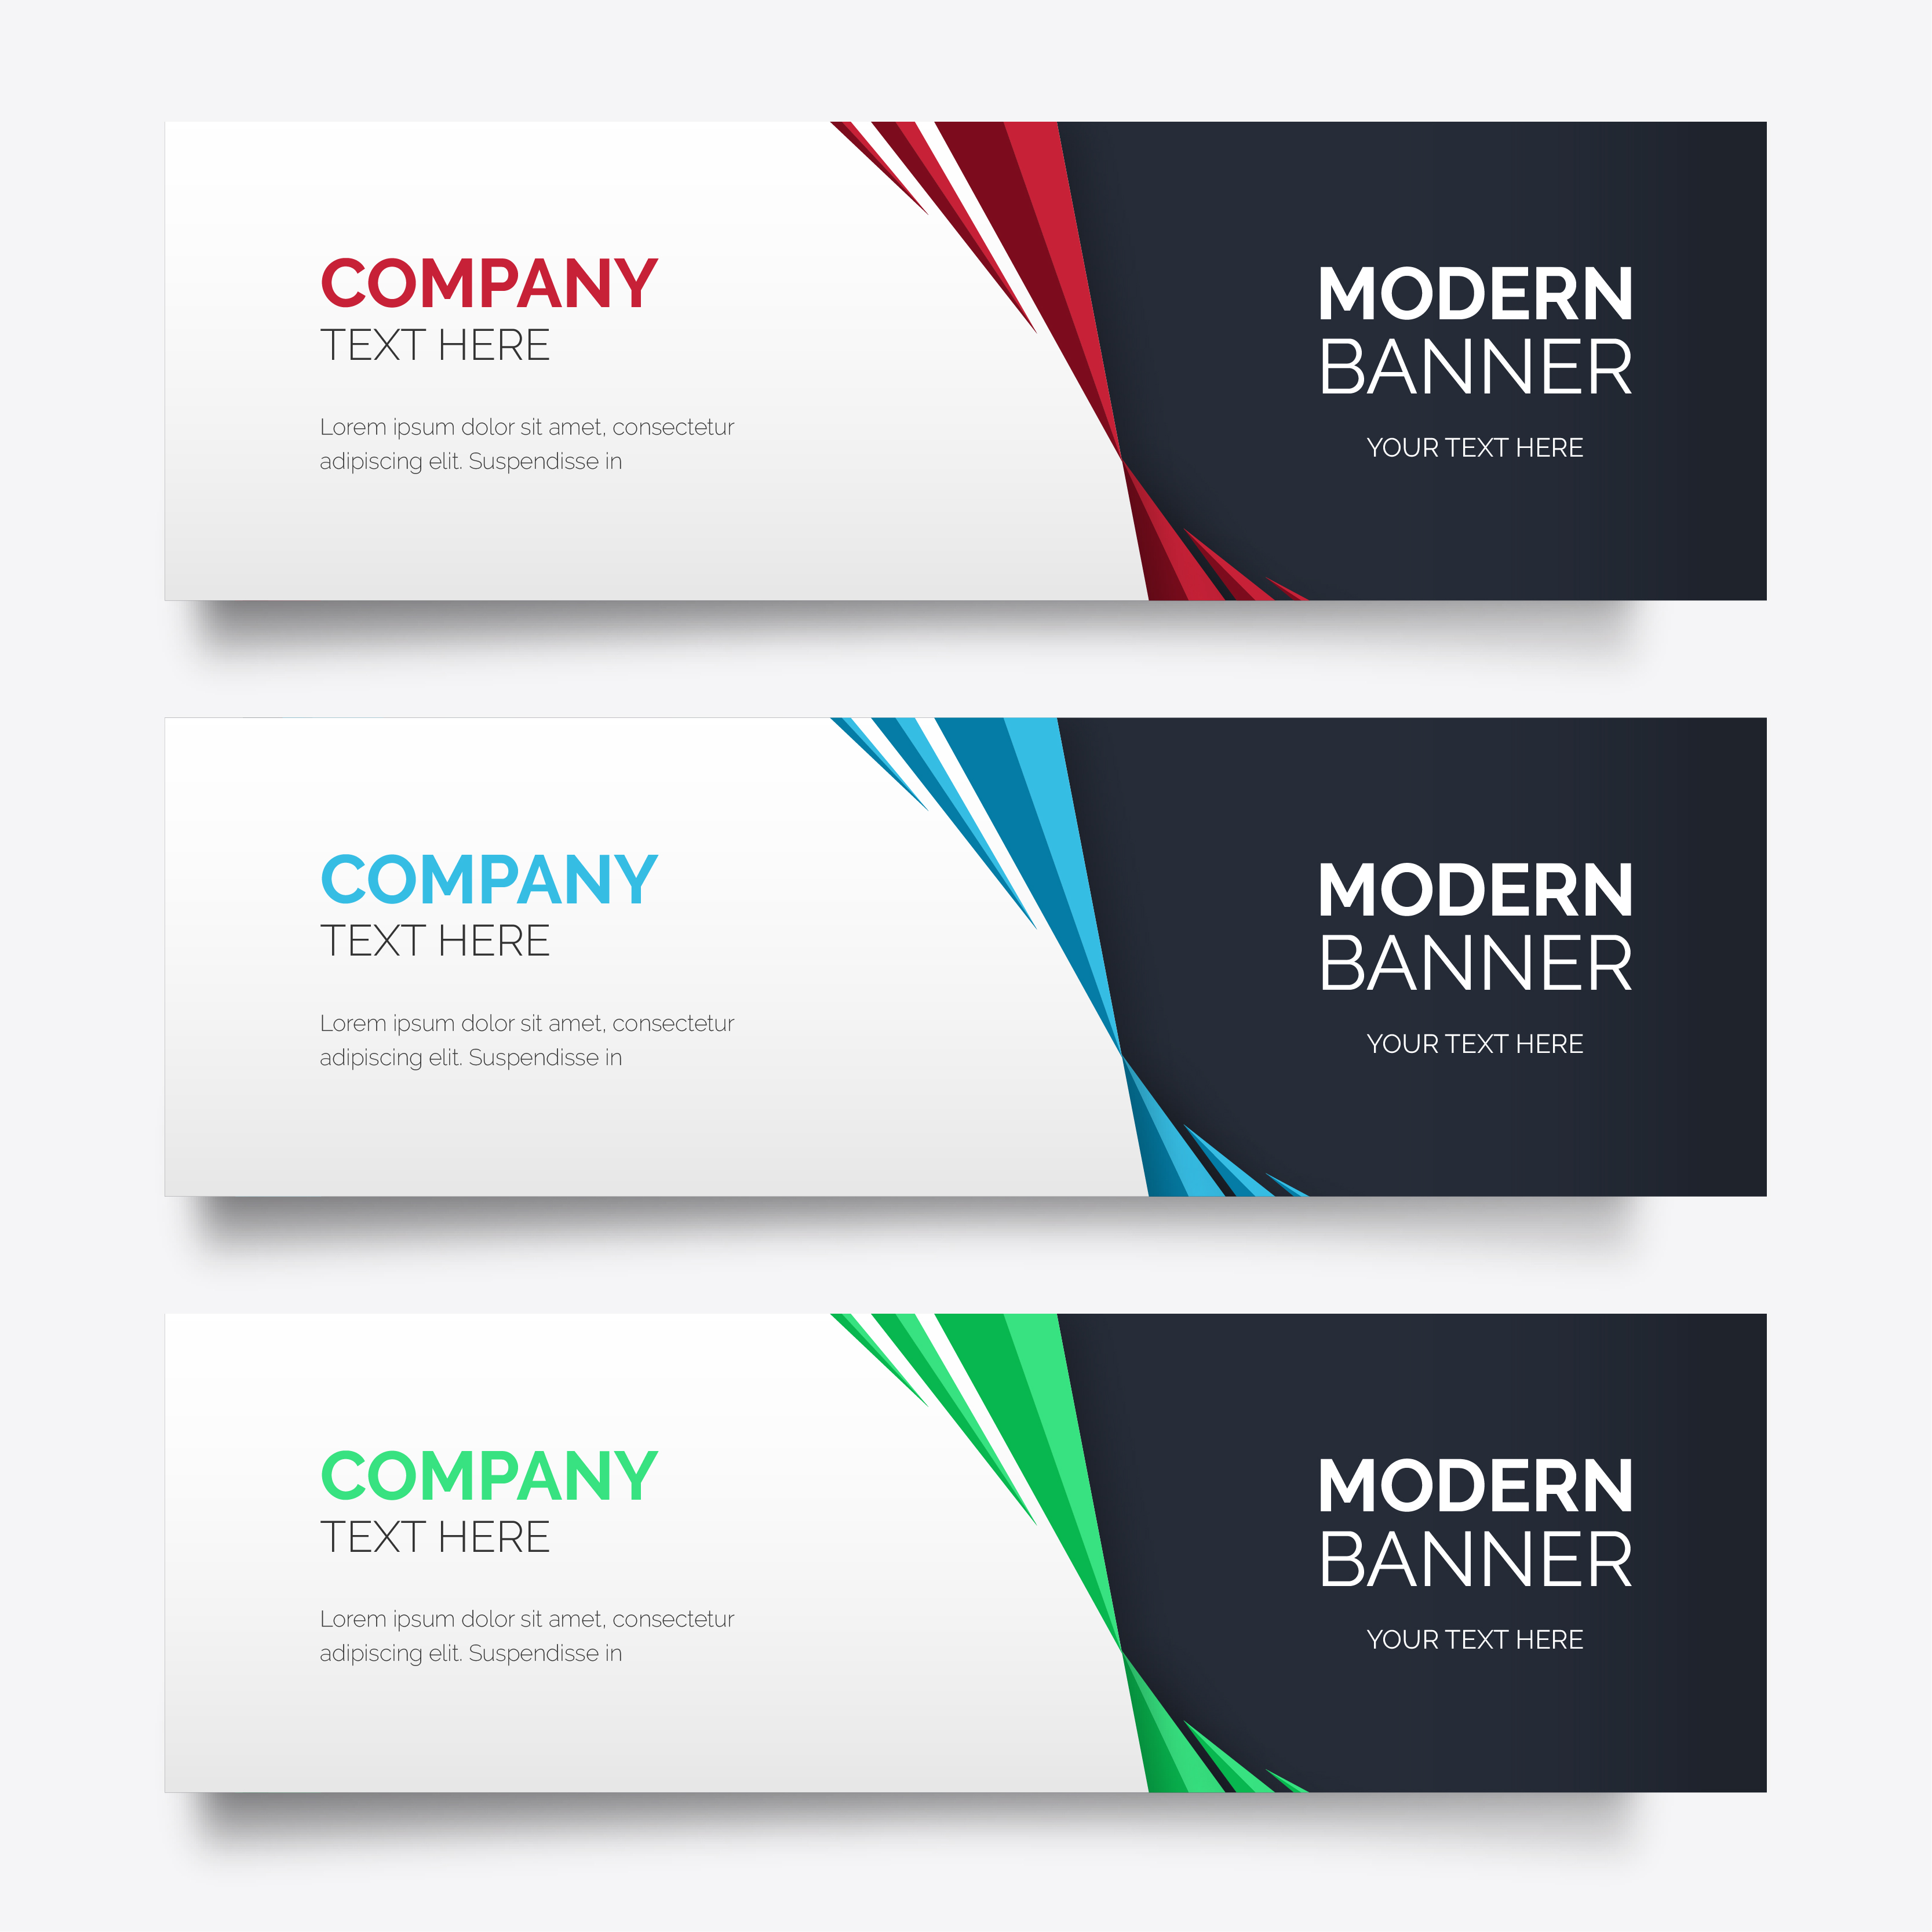 COMPANY
TEXT HERE
Lorem ipsum dolor sit amet, consectetur
adipiscing elit. Suspendisse in
MODERN
BANNER
YOUR TEXT HERE
COMPANY
TEXT HERE
Lorem ipsum dolor sit amet, consectetur
adipiscing elit. Suspendisse in
MODERN
BANNER
YOUR TEXT HERE
COMPANY
TEXT HERE
Lorem ipsum dolor sit amet, consectetur
adipiscing elit. Suspendisse in
MODERN
BANNER
YOUR TEXT HERE